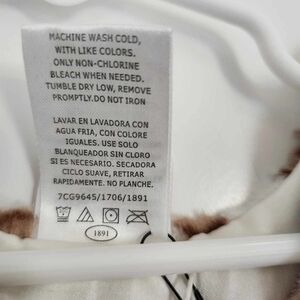 MACHINE WASH COLD,
WITH LIKE COLORS.
ONLY NON-CHLORINE
BLEACH WHEN NEEDED.
TUMBLE DRY LOW, REMOVE
PROMPTLY.DO NOT IRON
LAVAR EN LAVADORA CON
AGUA FRIA, CON COLORE
IGUALES. USE SOLO
BLANQUEADOR SIN CLORO
SI ES NECESARIO. SECADORA
CICLO SUAVE, RETIRAR
RAPIDAMENTE. NO PLANCHE.
7CG9645/1706/1891
1891